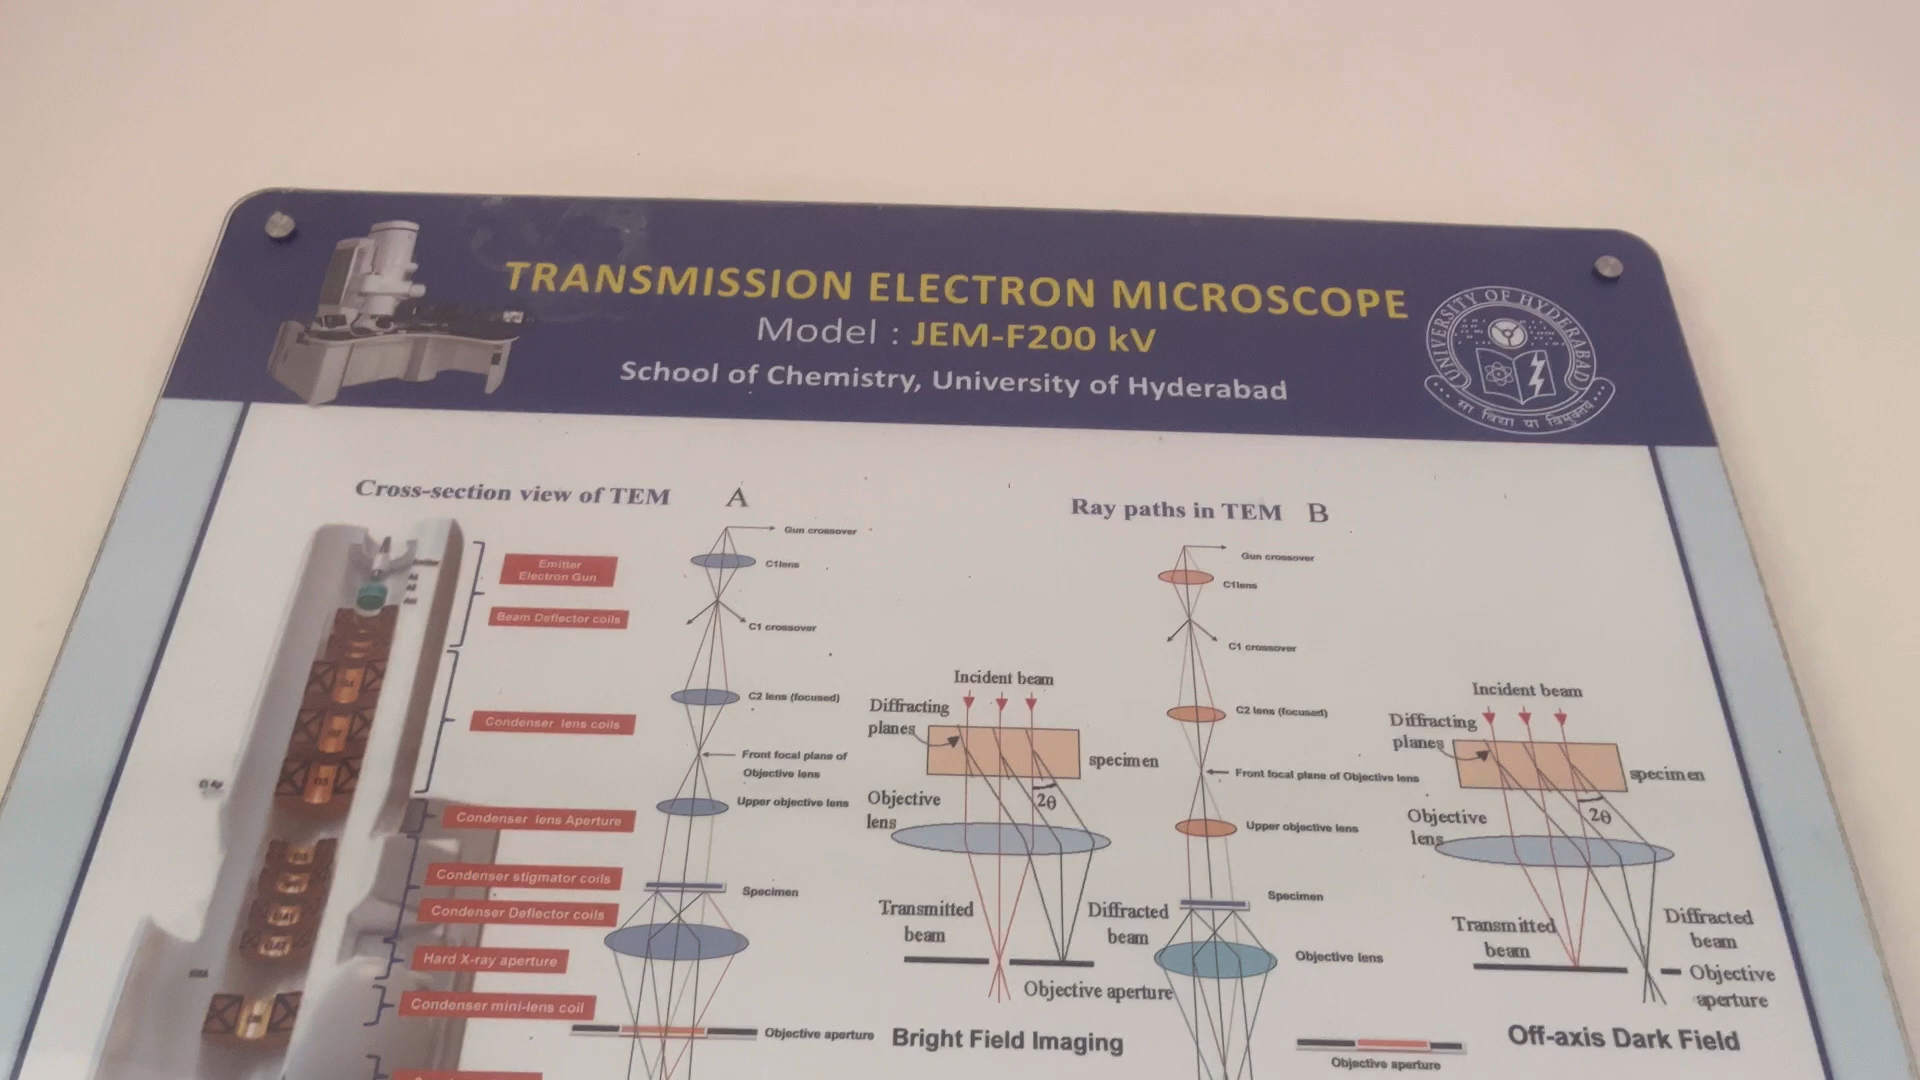 TRANSMISSION ELECTRON MICROSCOPE
Model : JEM-F200 kV
School of Chemistry, University of Hyderabad
UNIVERSITY OF HYDERABAD
सा विद्या या विमुक्तये
Cross-section view of TEM A
Emitter
Electron Gun
Beam Deflector coils
Condenser lens coils
Condenser lens Aperture
Condenser stigmator coils
Condenser Deflector coils
Hard X-ray aperture
Condenser mini-lens coil
Gun crossover
C1lens
C1 crossover
C2 lens (focused)
Front focal plane of
Objective lens
Upper objective lens
Specimen
Objective aperture
Incident beam
Diffracting
planes
specimen
2θ
Objective
lens
Transmitted
beam
Diffracted
beam
Objective aperture
Bright Field Imaging
Ray paths in TEM B
Gun crossover
C1lens
C1 crossover
C2 lens (focused)
Front focal plane of Objective lens
Upper objective lens
Specimen
Objective lens
Objective aperture
Incident beam
Diffracting
planes
specimen
2θ
Objective
lens
Transmitted
beam
Diffracted
beam
Objective
aperture
Off-axis Dark Field